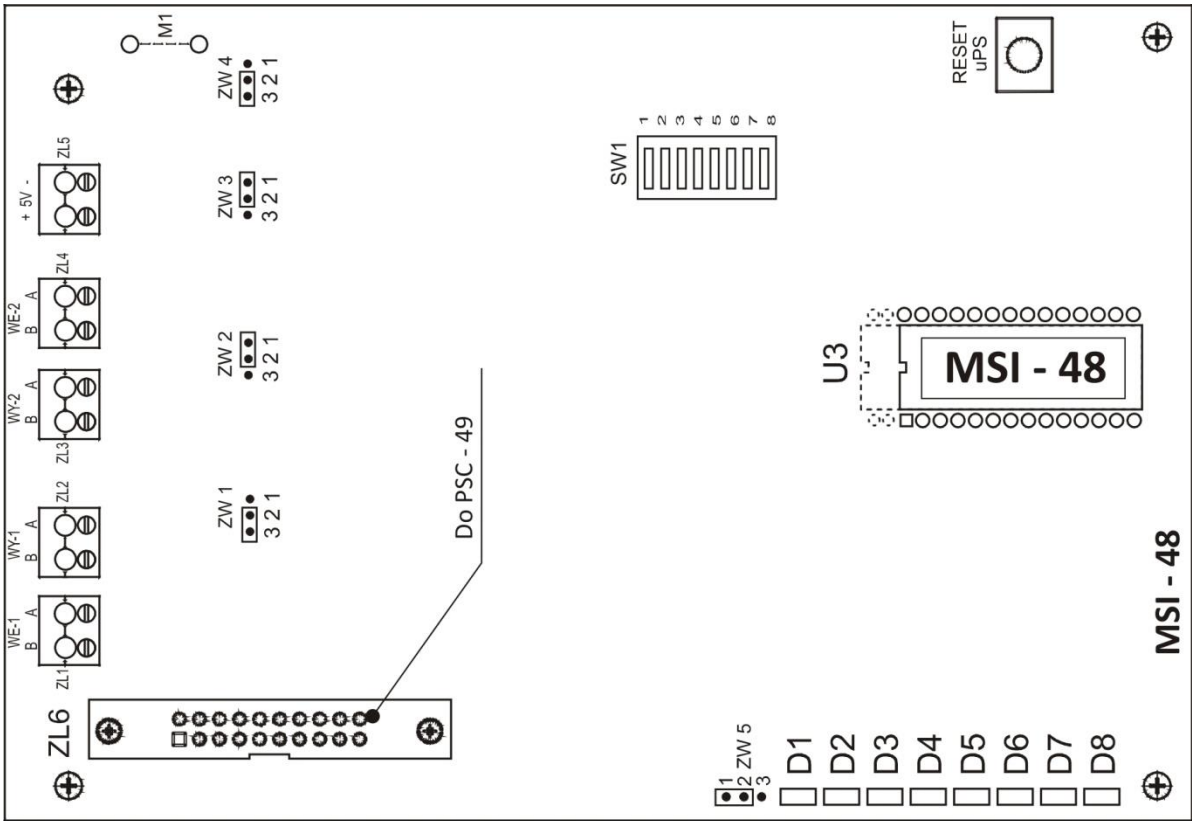 M1
ZW 4
3 2 1
+ 5V -
ZL5
ZW 3
3 2 1
WE-2
B A
ZL4
ZW 2
3 2 1
WY-2
B A
ZL3
ZW 1
3 2 1
WY-1
B A
ZL2
WE-1
B A
ZL1
ZL6
Do PSC - 49
RESET
uPS
SW1
1
2
3
4
5
6
7
8
U3
MSI - 48
MSI - 48
1
2
3
ZW 5
D1
D2
D3
D4
D5
D6
D7
D8